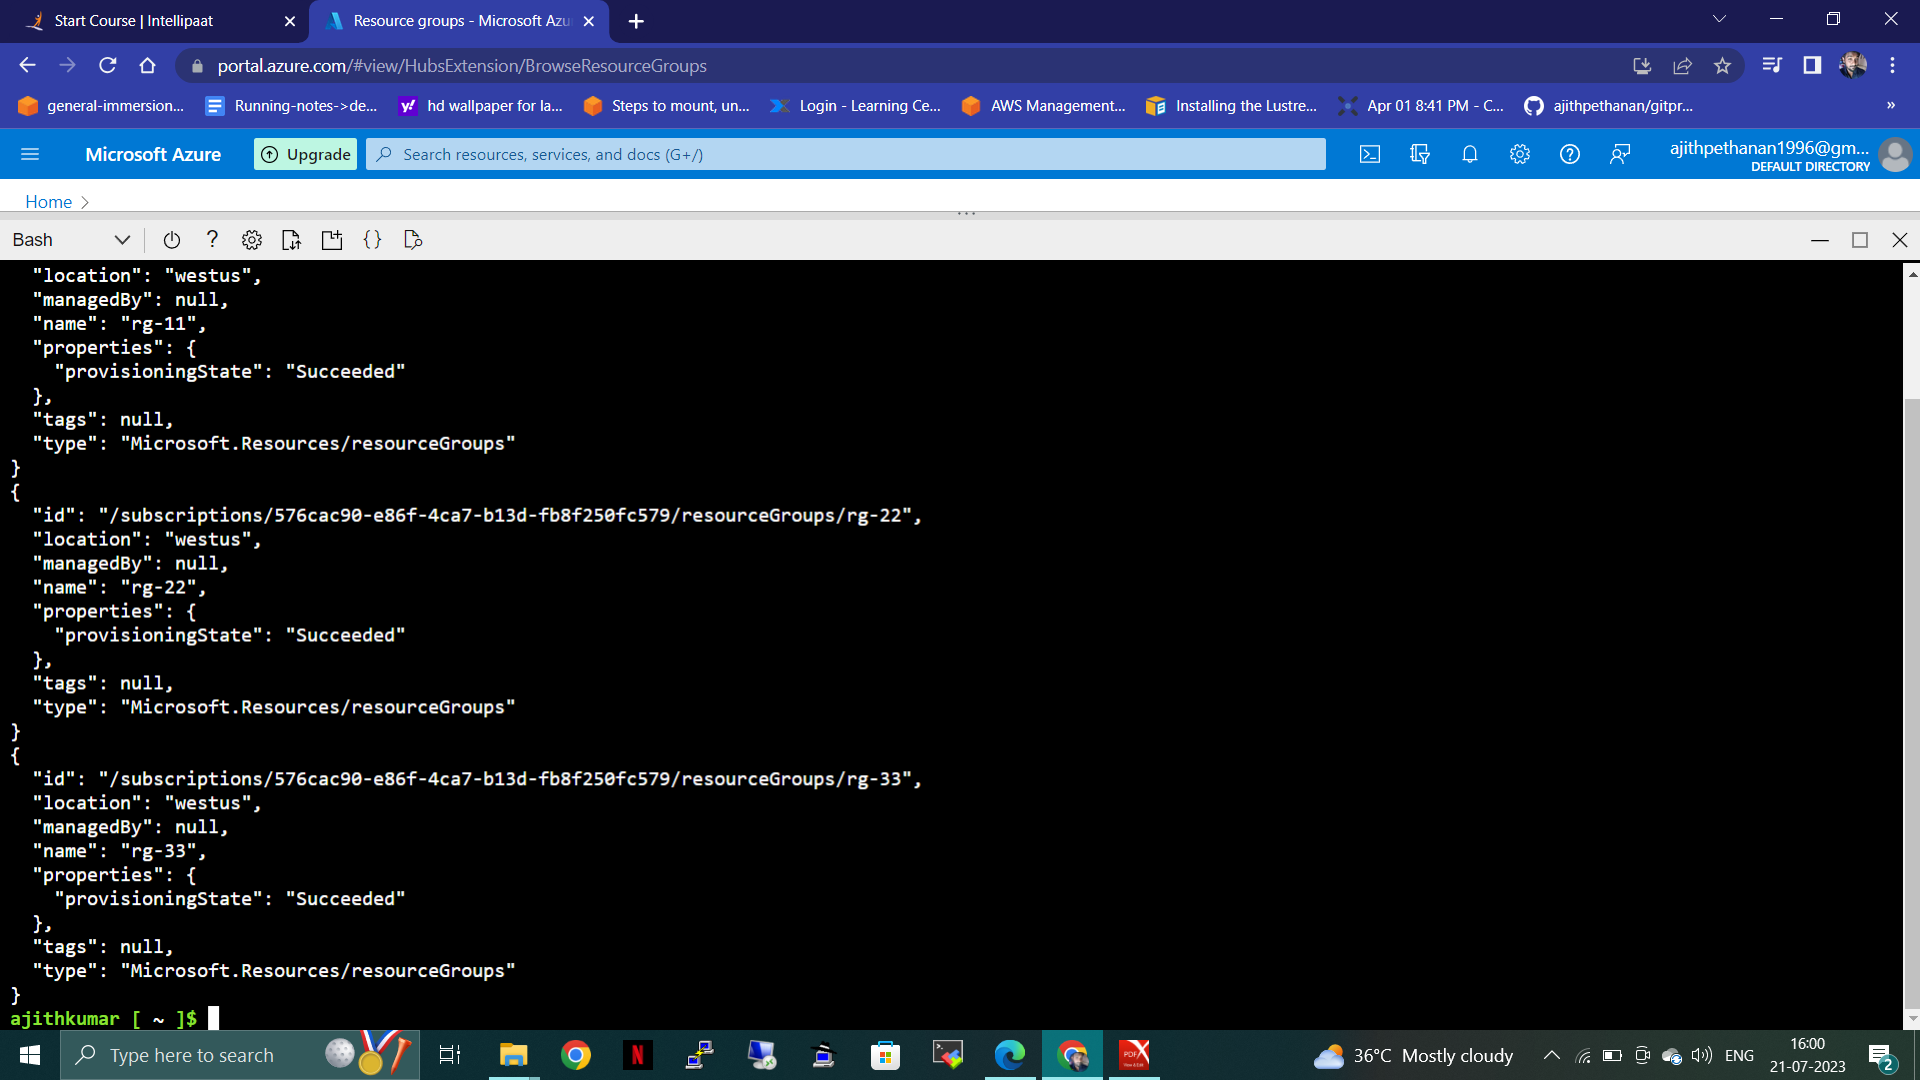 Start Course | Intellipaat
Resource groups - Microsoft Azu
portal.azure.com/#view/HubsExtension/BrowseResourceGroups
general-immersion...
Running-notes->de...
hd wallpaper for la...
Steps to mount, un...
Login - Learning Ce...
AWS Management...
Installing the Lustre...
Apr 01 8:41 PM - C...
ajithpethanan/gitpr...
»
Microsoft Azure
Upgrade
Search resources, services, and docs (G+/)
ajithpethanan1996@gm...
DEFAULT DIRECTORY
Home >
Bash
"location": "westus",
"managedBy": null,
"name": "rg-11",
"properties": {
"provisioningState": "Succeeded"
},
"tags": null,
"type": "Microsoft.Resources/resourceGroups"
}
{
"id": "/subscriptions/576cac90-e86f-4ca7-b13d-fb8f250fc579/resourceGroups/rg-22",
"location": "westus",
"managedBy": null,
"name": "rg-22",
"properties": {
"provisioningState": "Succeeded"
},
"tags": null,
"type": "Microsoft.Resources/resourceGroups"
}
{
"id": "/subscriptions/576cac90-e86f-4ca7-b13d-fb8f250fc579/resourceGroups/rg-33",
"location": "westus",
"managedBy": null,
"name": "rg-33",
"properties": {
"provisioningState": "Succeeded"
},
"tags": null,
"type": "Microsoft.Resources/resourceGroups"
}
ajithkumar [ ~ ]$
Type here to search
N
PDF X
36°C Mostly cloudy
ENG
16:00
21-07-2023
2